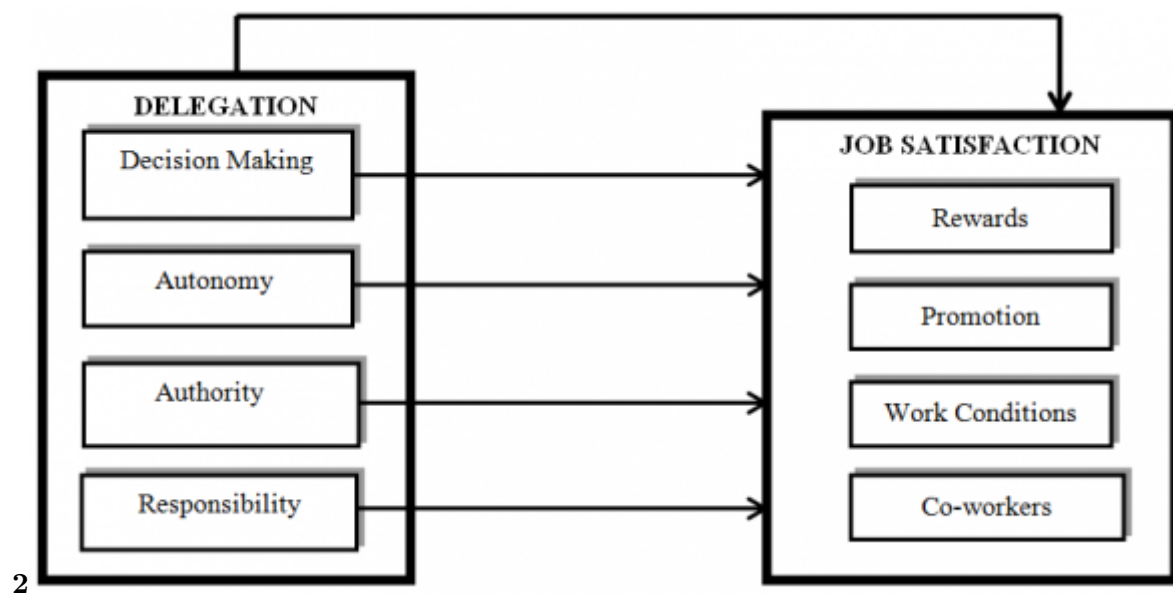 DELEGATION
Decision Making
Autonomy
Authority
Responsibility
JOB SATISFACTION
Rewards
Promotion
Work Conditions
Co-workers
2